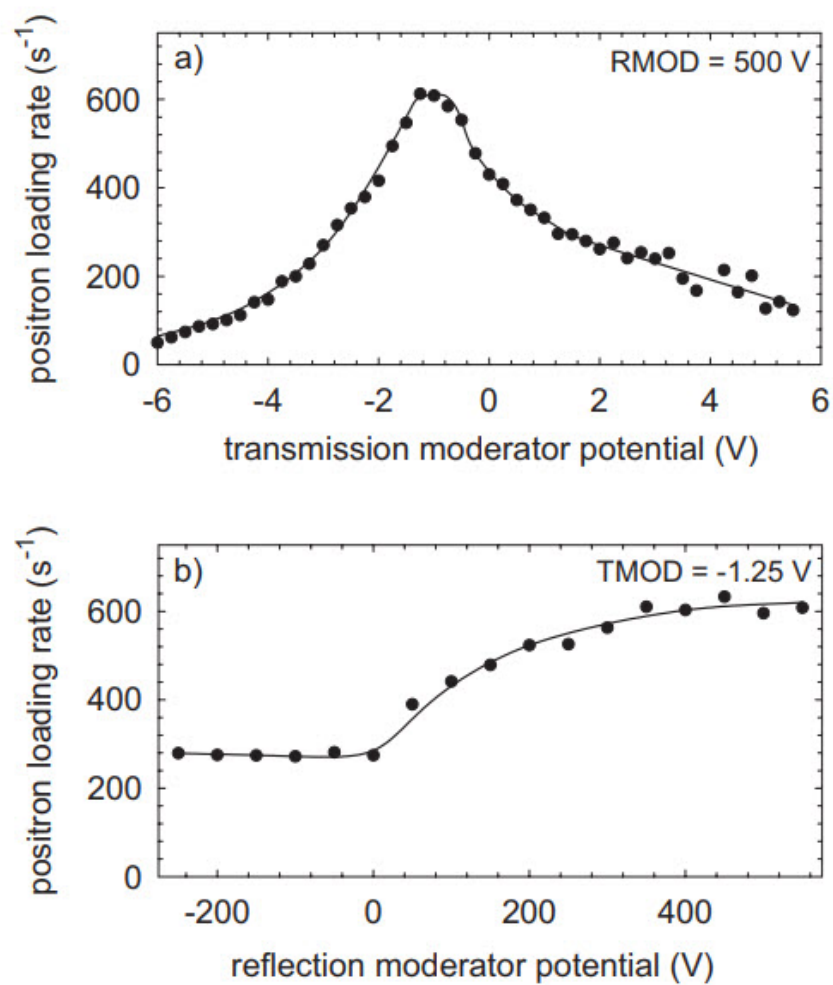 a)
RMOD = 500 V
positron loading rate (s⁻¹)
600
400
200
0
-6 -4 -2 0 2 4 6
transmission moderator potential (V)
b)
TMOD = -1.25 V
positron loading rate (s⁻¹)
600
400
200
0
-200 0 200 400
reflection moderator potential (V)